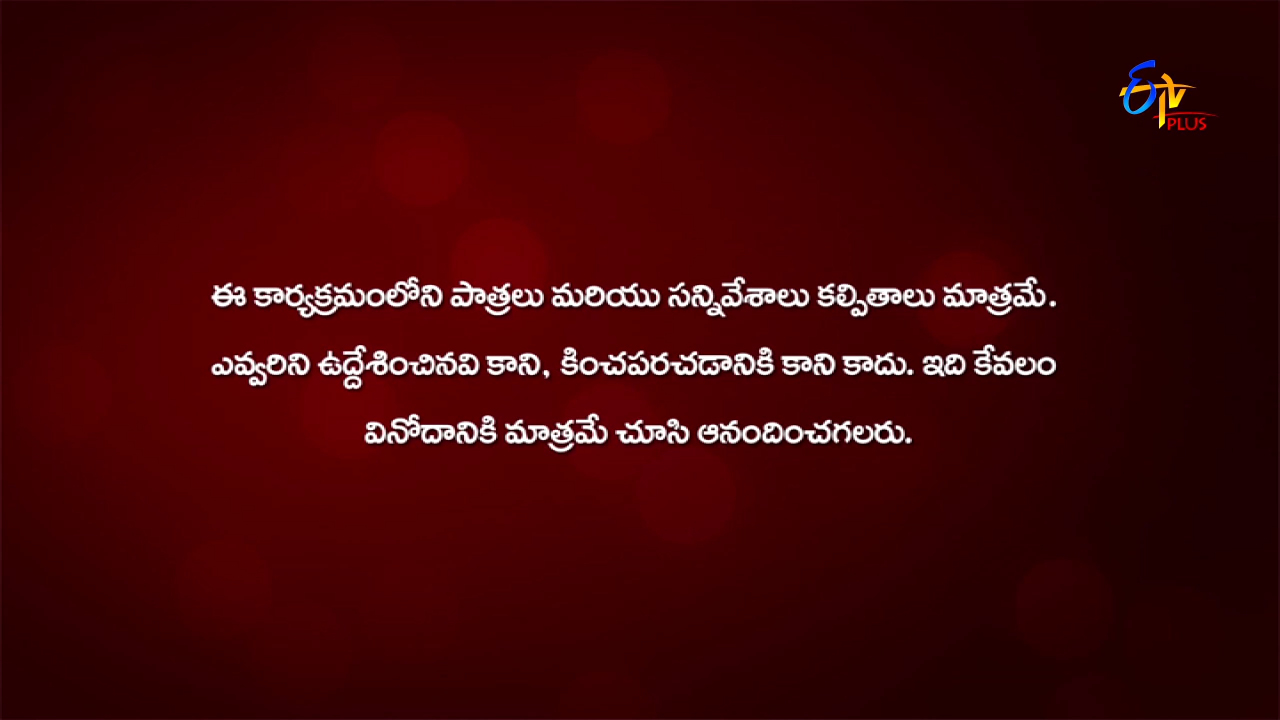 ETV
PLUS
ఈ కార్యక్రమంలోని పాత్రలు మరియు సన్నివేశాలు కల్పితాలు మాత్రమే.
ఎవ్వరిని ఉద్దేశించినవి కాని, కించపరచడానికి కాని కాదు. ఇది కేవలం
వినోదానికి మాత్రమే చూసి ఆనందించగలరు.